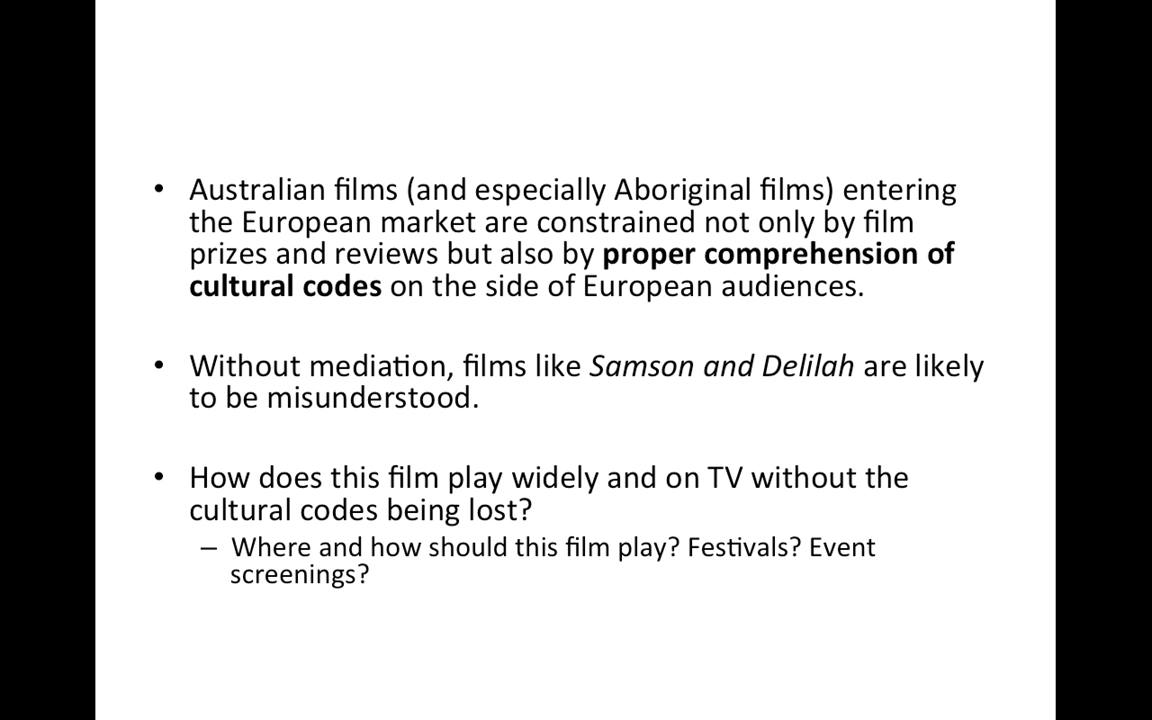 • Australian films (and especially Aboriginal films) entering
the European market are constrained not only by film
prizes and reviews but also by proper comprehension of
cultural codes on the side of European audiences.
• Without mediation, films like Samson and Delilah are likely
to be misunderstood.
• How does this film play widely and on TV without the
cultural codes being lost?
– Where and how should this film play? Festivals? Event
screenings?